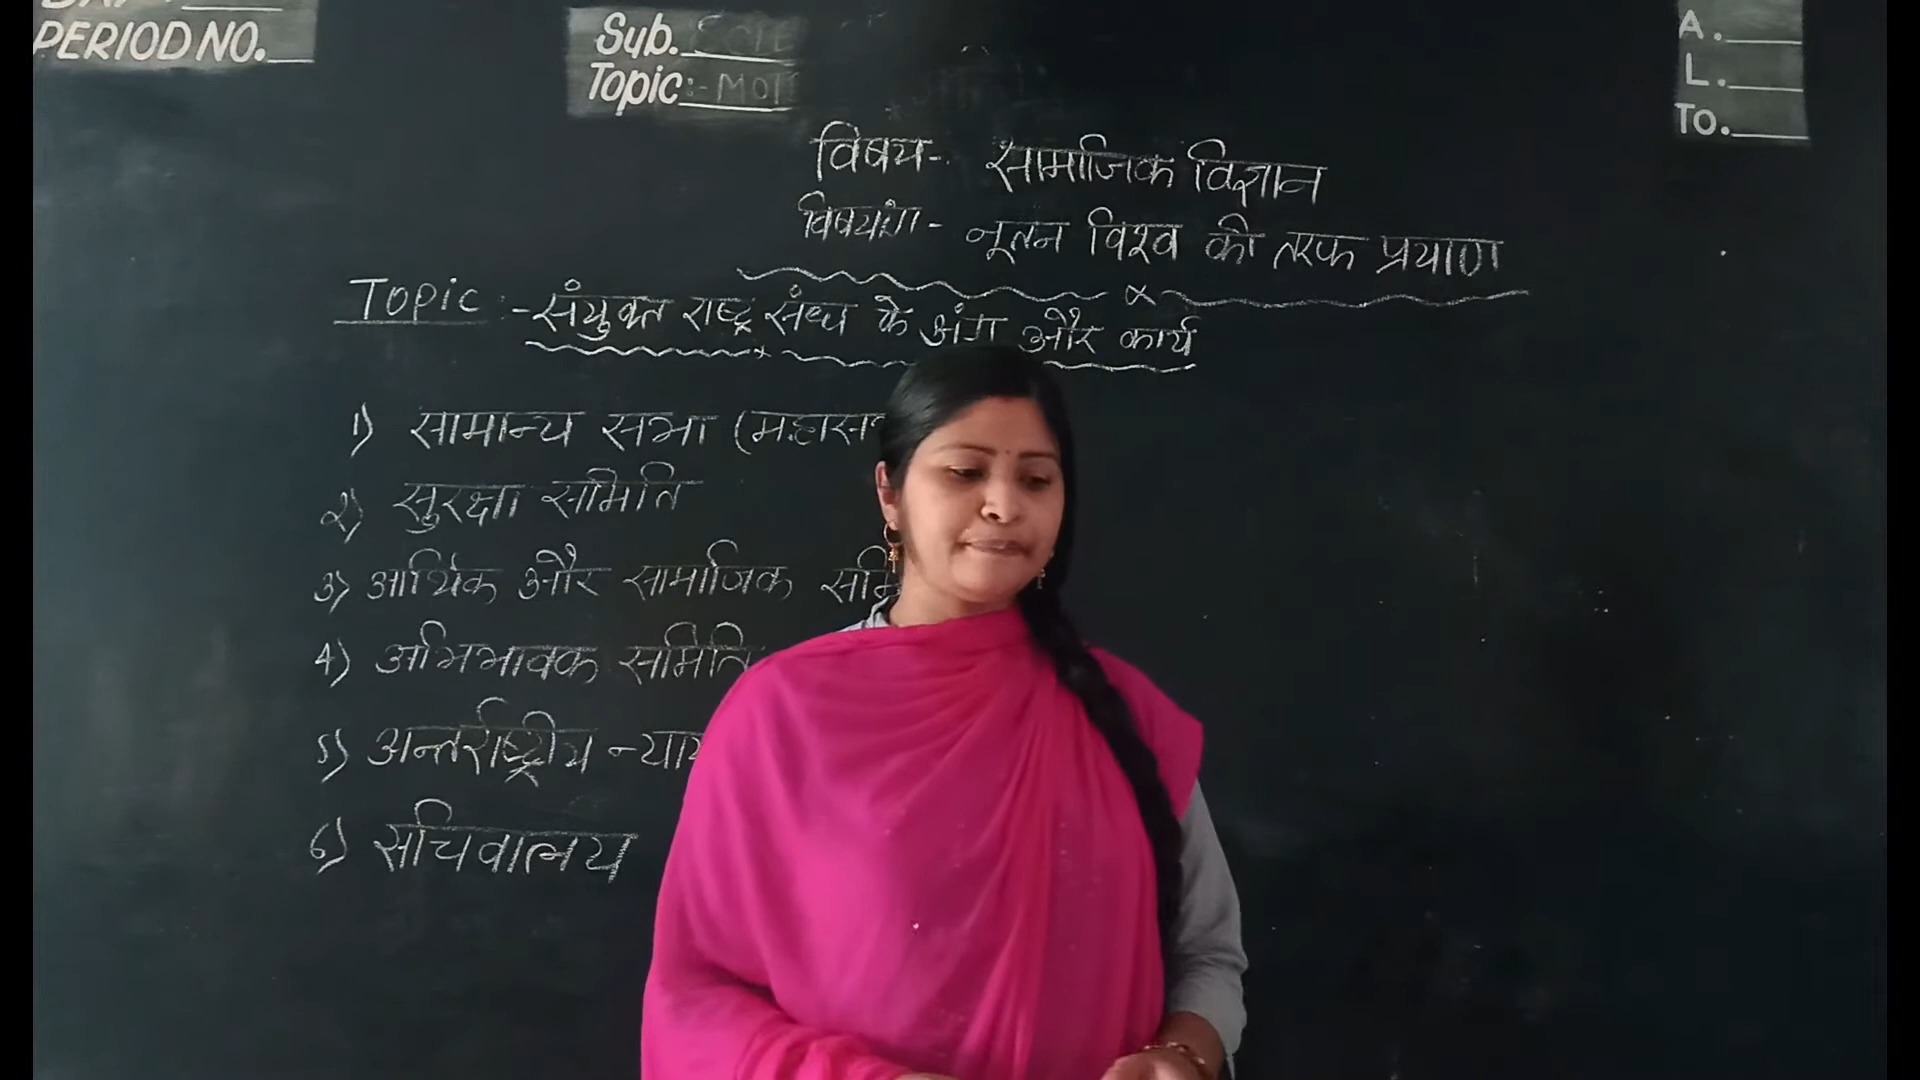 PERIOD NO.
Sub.
Topic:-
A.
L.
To.
विषय- सामाजिक विज्ञान
विषयांग- नूतन विश्व की तरफ प्रयाण
Topic :- संयुक्त राष्ट्र संघ के अंग और कार्य
1) सामान्य सभा
2) सुरक्षा समिति
3) आर्थिक और सामाजिक
4) अभिभावक समिति
5) अन्तर्राष्ट्रीय
6) सचिवालय